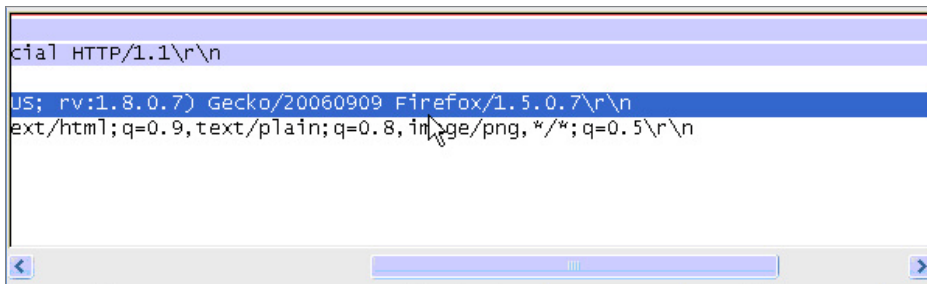 cial HTTP/1.1\r\n
US; rv:1.8.0.7) Gecko/20060909 Firefox/1.5.0.7\r\n
ext/html;q=0.9,text/plain;q=0.8,image/png,*/*;q=0.5\r\n